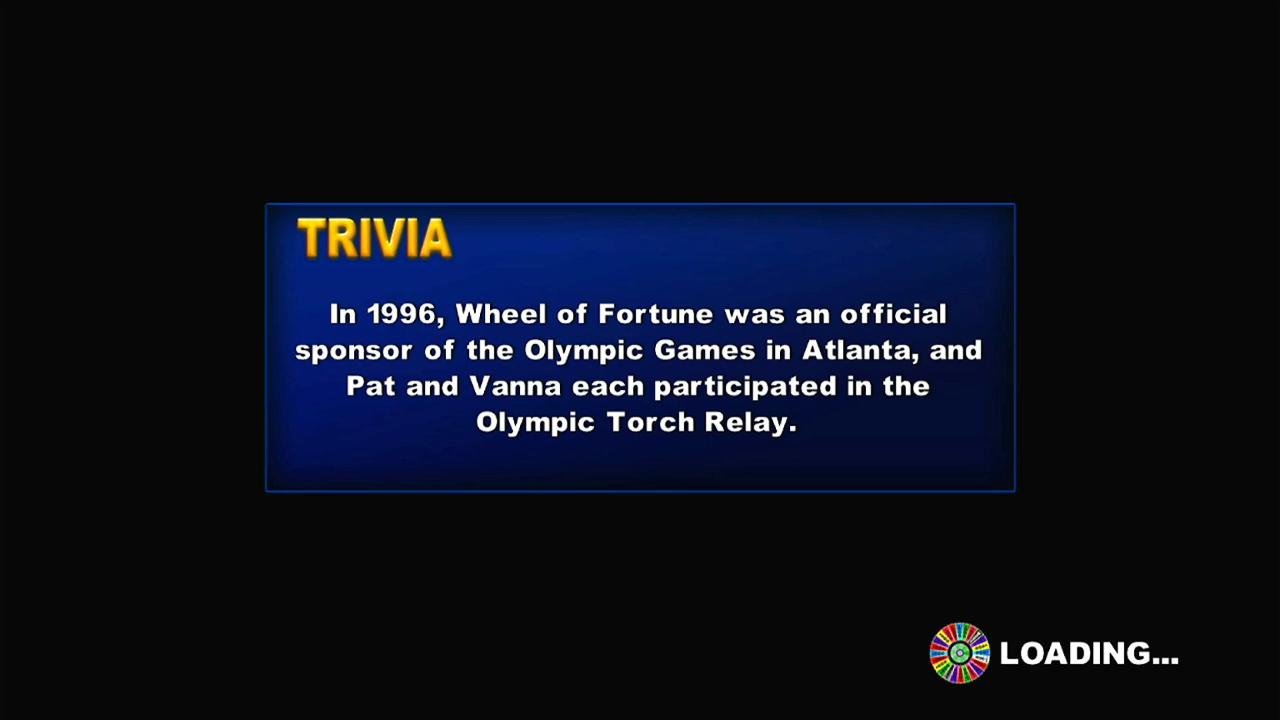 TRIVIA
In 1996, Wheel of Fortune was an official
sponsor of the Olympic Games in Atlanta, and
Pat and Vanna each participated in the
Olympic Torch Relay.
LOADING...